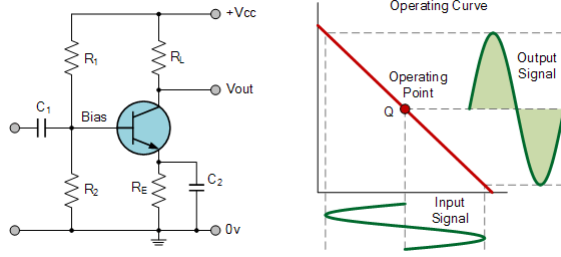 +Vcc
R1
RL
C1
Bias
Vout
R2
RE
C2
0v
Operating Curve
Output
Signal
Operating
Point
Q
Input
Signal